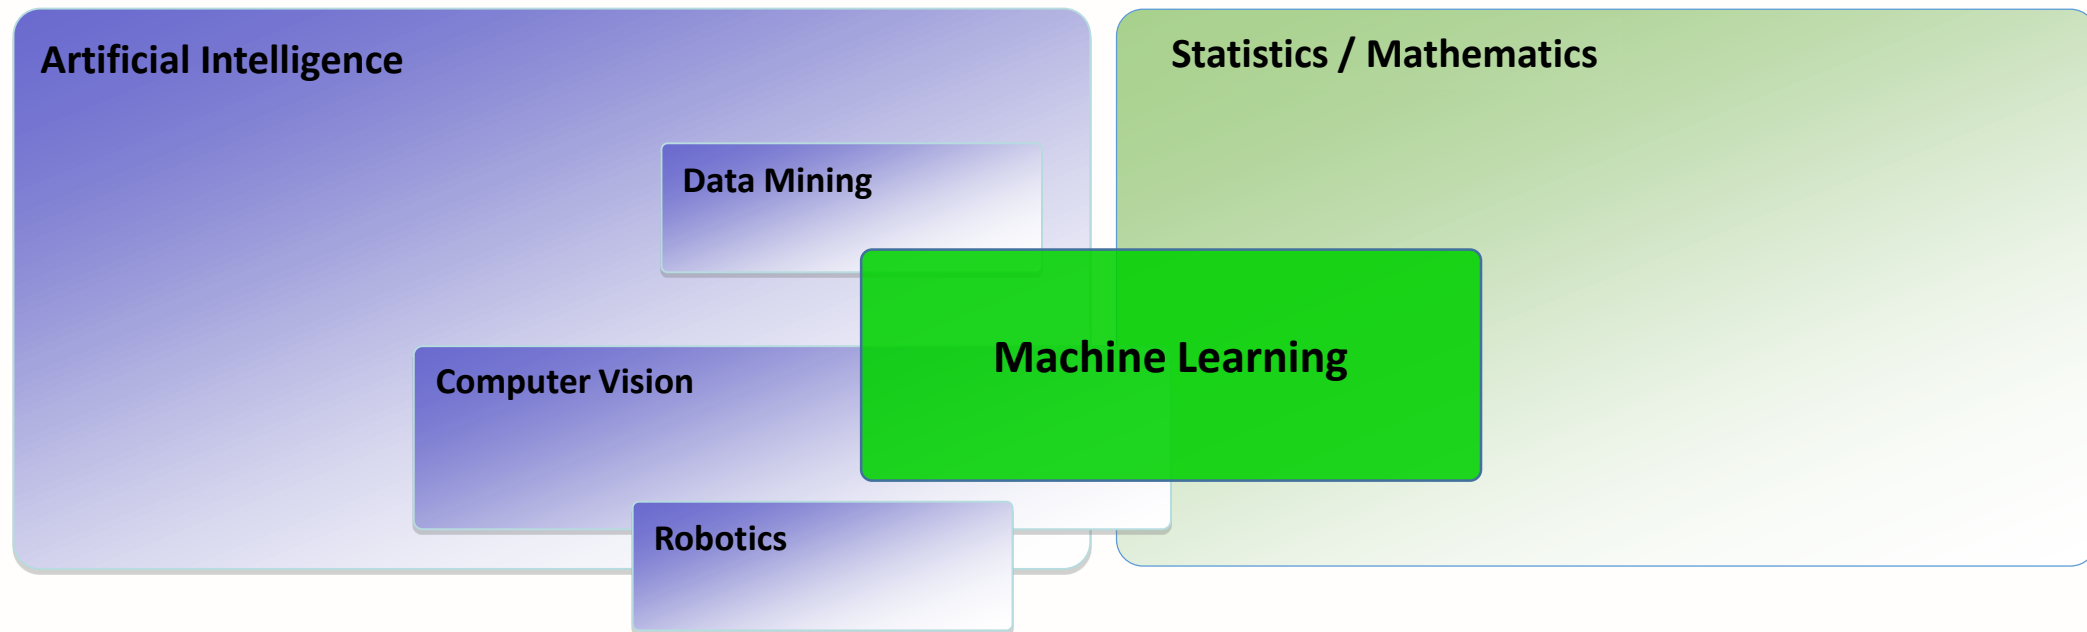 Artificial Intelligence
Statistics / Mathematics
Data Mining
Machine Learning
Computer Vision
Robotics